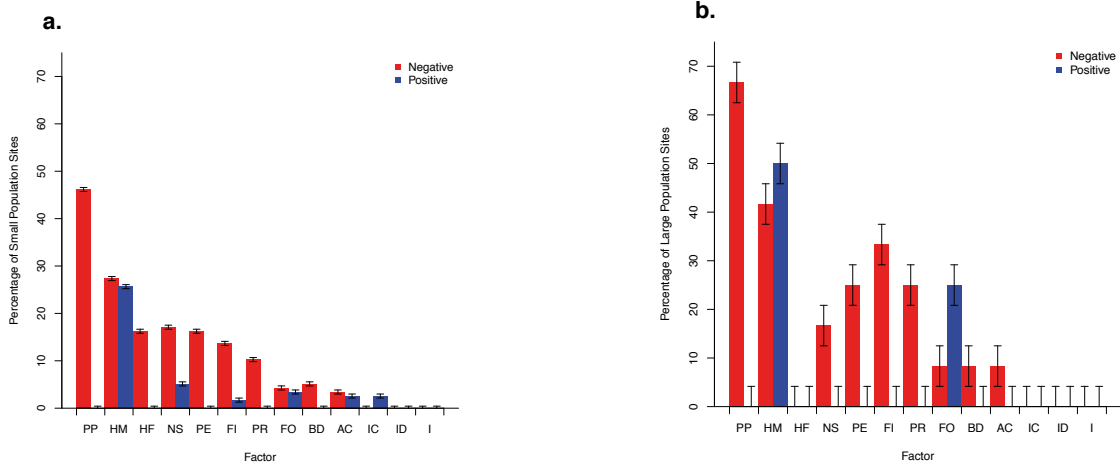 a.
Negative
Positive
Percentage of Small Population Sites
70
60
50
40
30
20
10
0
PP HM HF NS PE FI PR FO BD AC IC ID I
Factor
b.
Negative
Positive
Percentage of Large Population Sites
70
60
50
40
30
20
10
0
PP HM HF NS PE FI PR FO BD AC IC ID I
Factor